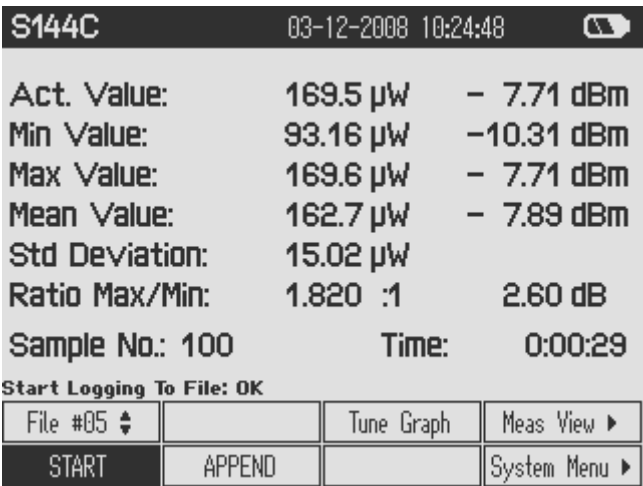 S144C 03-12-2008 10:24:48
Act. Value: 169.5 µW - 7.71 dBm
Min Value: 93.16 µW -10.31 dBm
Max Value: 169.6 µW - 7.71 dBm
Mean Value: 162.7 µW - 7.89 dBm
Std Deviation: 15.02 µW
Ratio Max/Min: 1.820 :1 2.60 dB
Sample No.: 100 Time: 0:00:29
Start Logging To File: OK
File #05 Tune Graph Meas View
START APPEND System Menu